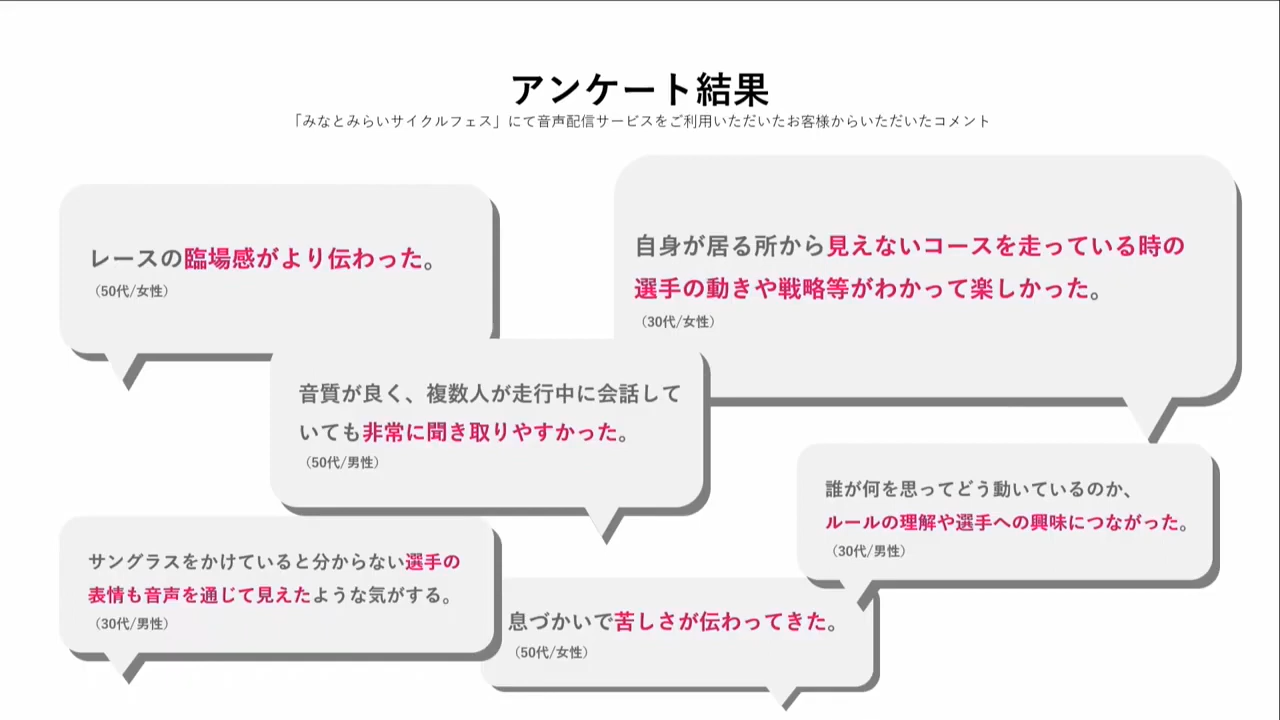 アンケート結果
「みなとみらいサイクルフェス」にて音声配信サービスをご利用いただいたお客様からいただいたコメント
レースの臨場感がより伝わった。
（50代/女性）
自身が居る所から見えないコースを走っている時の
選手の動きや戦略等がわかって楽しかった。
（30代/女性）
音質が良く、複数人が走行中に会話して
いても非常に聞き取りやすかった。
（50代/男性）
誰が何を思ってどう動いているのか、
ルールの理解や選手への興味につながった。
（30代/男性）
サングラスをかけていると分からない選手の
表情も音声を通じて見えたような気がする。
（30代/男性）
息づかいで苦しさが伝わってきた。
（50代/女性）